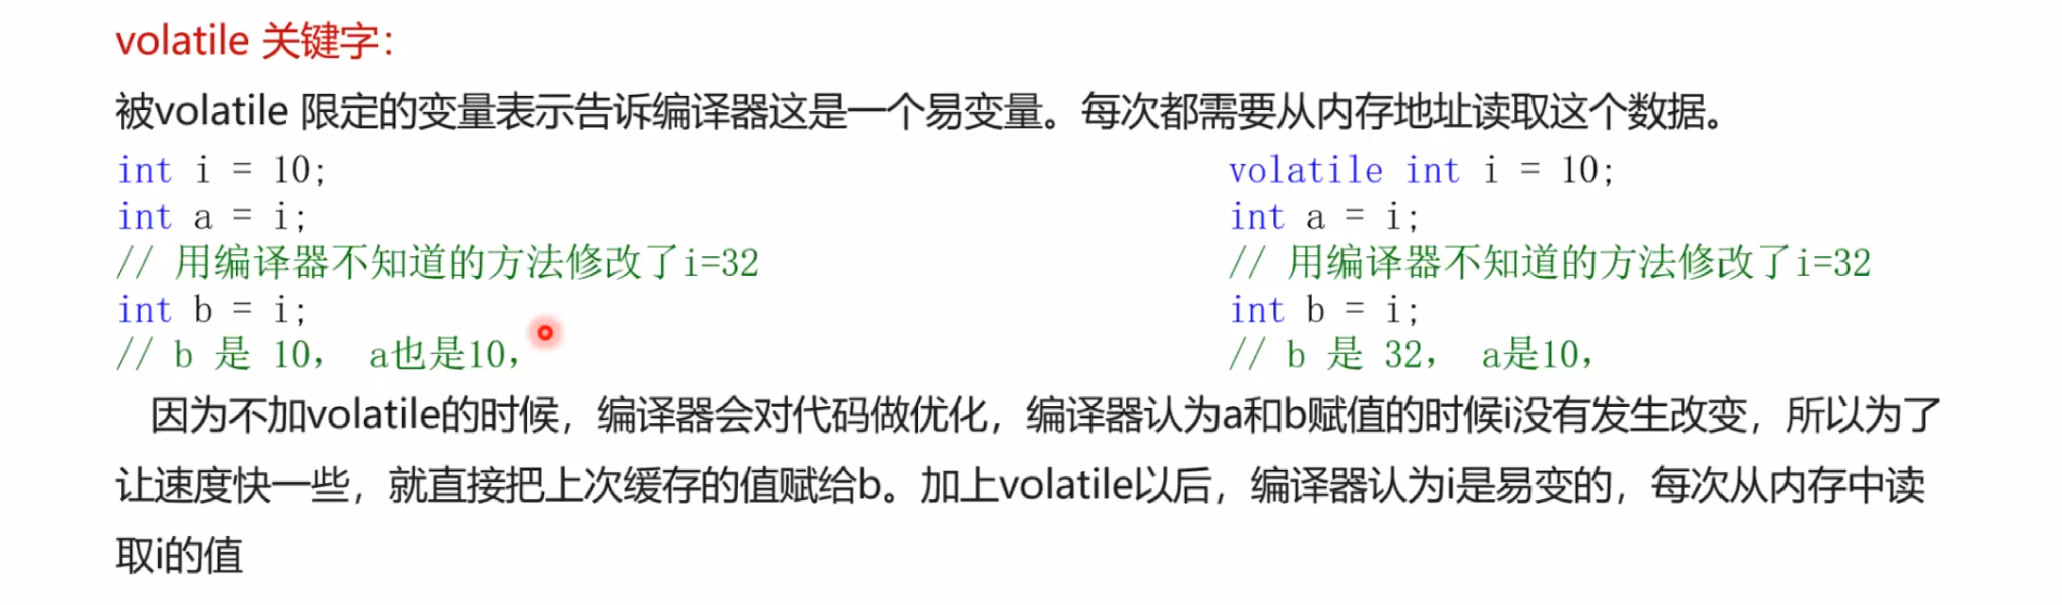 volatile 关键字：
被volatile 限定的变量表示告诉编译器这是一个易变量。每次都需要从内存地址读取这个数据。
int i = 10;
int a = i;
// 用编译器不知道的方法修改了i=32
int b = i;
// b 是 10， a也是10，
volatile int i = 10;
int a = i;
// 用编译器不知道的方法修改了i=32
int b = i;
// b 是 32， a是10，
因为不加volatile的时候，编译器会对代码做优化，编译器认为a和b赋值的时候i没有发生改变，所以为了
让速度快一些，就直接把上次缓存的值赋给b。加上volatile以后，编译器认为i是易变的，每次从内存中读
取i的值